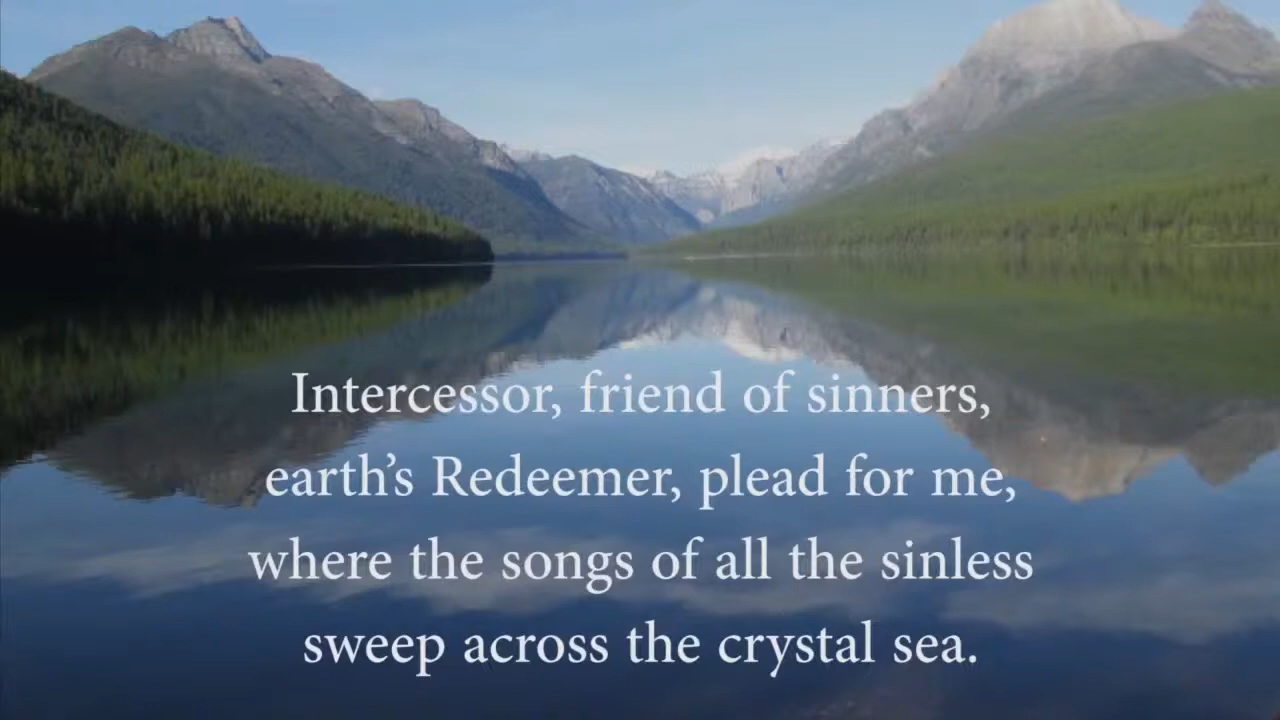 Intercessor, friend of sinners,
earth’s Redeemer, plead for me,
where the songs of all the sinless
sweep across the crystal sea.